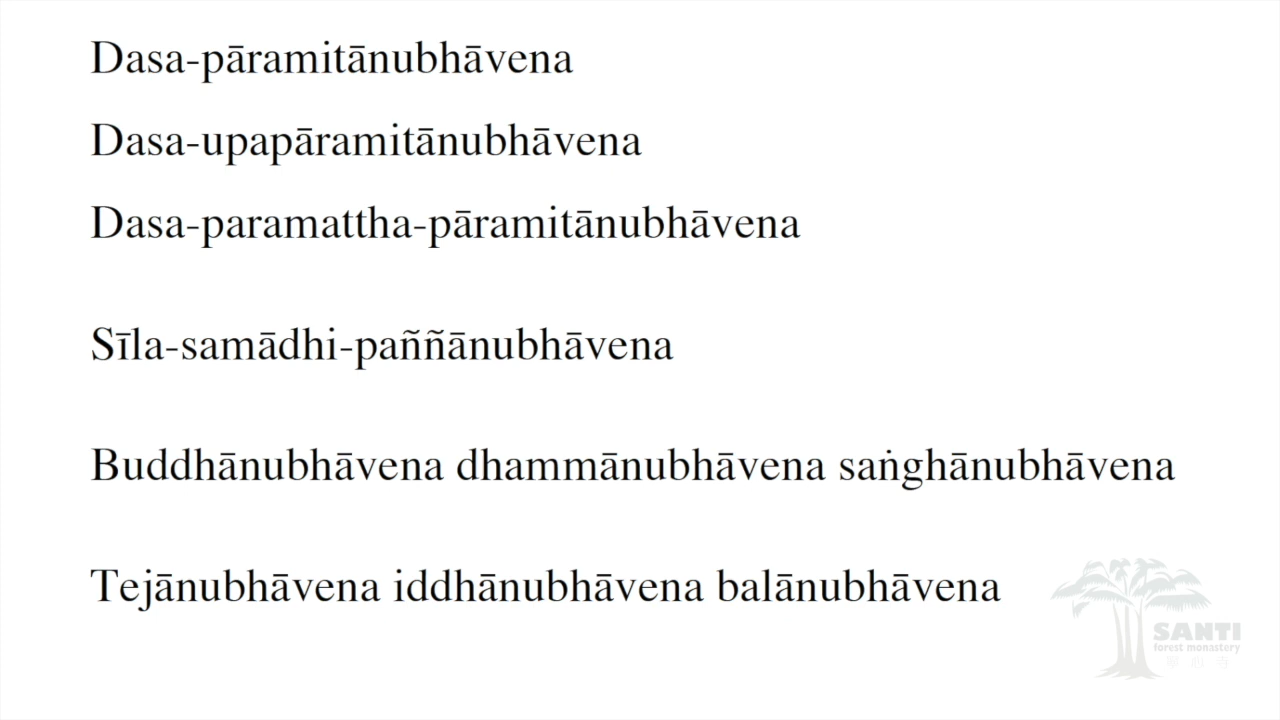 Dasa-pāramitānubhāvena
Dasa-upapāramitānubhāvena
Dasa-paramattha-pāramitānubhāvena
Sīla-samādhi-paññānubhāvena
Buddhānubhāvena dhammānubhāvena saṅghānubhāvena
Tejānubhāvena iddhānubhāvena balānubhāvena
SANTI
forest monastery